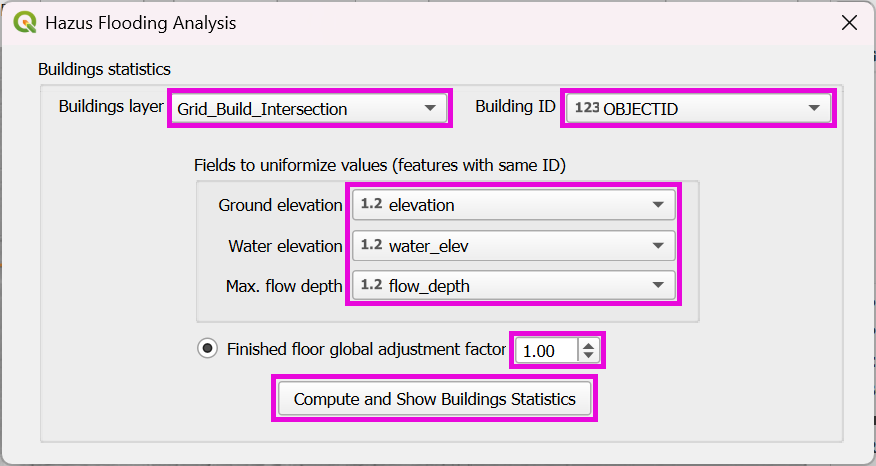 Hazus Flooding Analysis
Buildings statistics
Buildings layer Grid_Build_Intersection Building ID 123 OBJECTID
Fields to uniformize values (features with same ID)
Ground elevation 1.2 elevation
Water elevation 1.2 water_elev
Max. flow depth 1.2 flow_depth
Finished floor global adjustment factor 1.00
Compute and Show Buildings Statistics